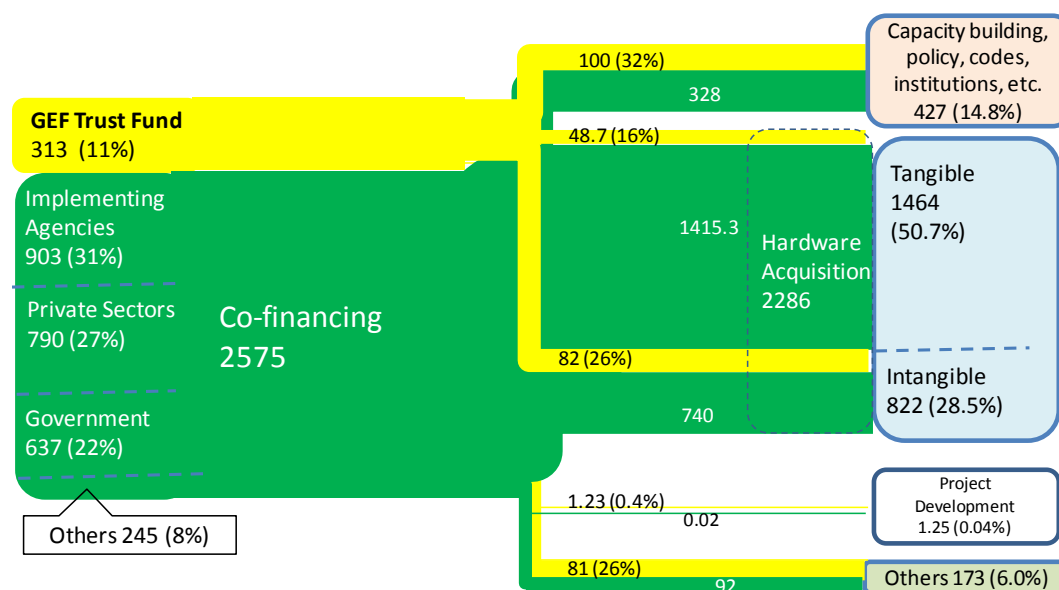 GEF Trust Fund
313 (11%)
Implementing
Agencies
903 (31%)
Private Sectors
790 (27%)
Government
637 (22%)
Others 245 (8%)
Co-financing
2575
100 (32%)
328
48.7 (16%)
1415.3
Hardware
Acquisition
2286
82 (26%)
740
1.23 (0.4%)
0.02
81 (26%)
92
Capacity building,
policy, codes,
institutions, etc.
427 (14.8%)
Tangible
1464
(50.7%)
Intangible
822 (28.5%)
Project
Development
1.25 (0.04%)
Others 173 (6.0%)